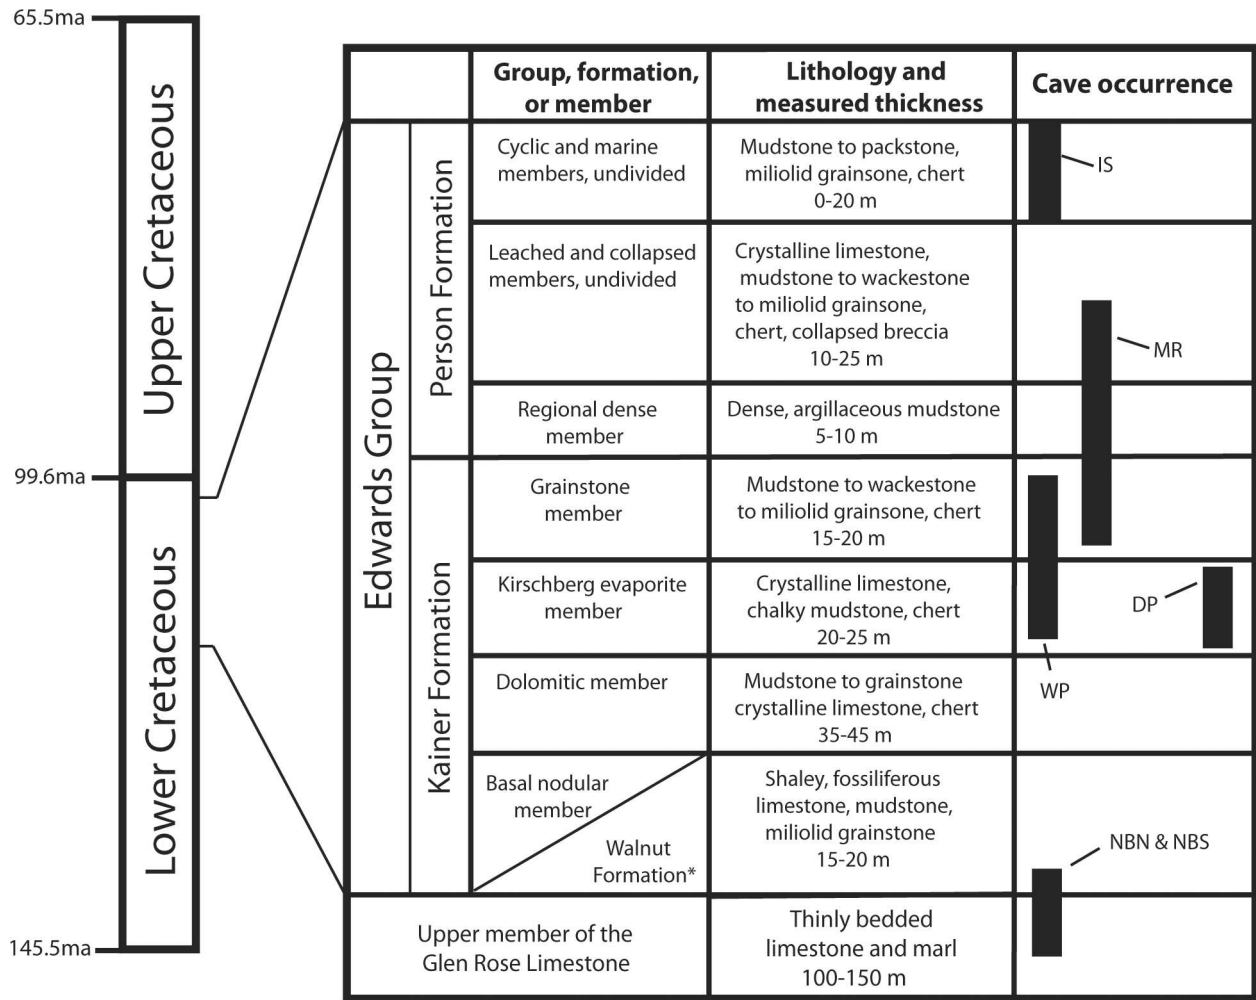 65.5ma
Upper Cretaceous
99.6ma
Lower Cretaceous
145.5ma
Group, formation,
or member
Lithology and
measured thickness
Cave occurrence
Edwards Group
Person Formation
Cyclic and marine
members, undivided
Mudstone to packstone,
miliolid grainsone, chert
0-20 m
IS
Leached and collapsed
members, undivided
Crystalline limestone,
mudstone to wackestone
to miliolid grainsone,
chert, collapsed breccia
10-25 m
MR
Regional dense
member
Dense, argillaceous mudstone
5-10 m
Kainer Formation
Grainstone
member
Mudstone to wackestone
to miliolid grainsone, chert
15-20 m
Kirschberg evaporite
member
Crystalline limestone,
chalky mudstone, chert
20-25 m
DP
WP
Dolomitic member
Mudstone to grainstone
crystalline limestone, chert
35-45 m
Basal nodular
member
Walnut
Formation*
Shaley, fossiliferous
limestone, mudstone,
miliolid grainstone
15-20 m
NBN & NBS
Upper member of the
Glen Rose Limestone
Thinly bedded
limestone and marl
100-150 m